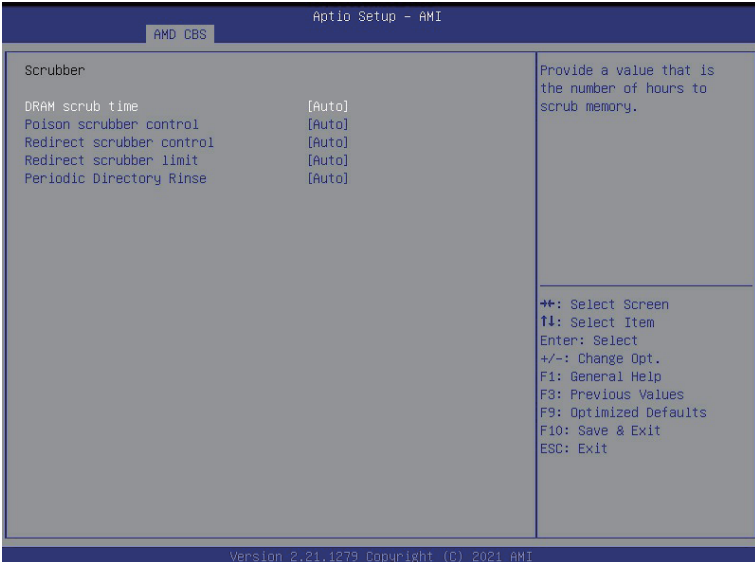 Aptio Setup – AMI
AMD CBS
Scrubber
DRAM scrub time [Auto]
Poison scrubber control [Auto]
Redirect scrubber control [Auto]
Redirect scrubber limit [Auto]
Periodic Directory Rinse [Auto]
Provide a value that is
the number of hours to
scrub memory.
→←: Select Screen
↑↓: Select Item
Enter: Select
+/-: Change Opt.
F1: General Help
F3: Previous Values
F9: Optimized Defaults
F10: Save & Exit
ESC: Exit
Version 2.21.1279 Copyright (C) 2021 AMI